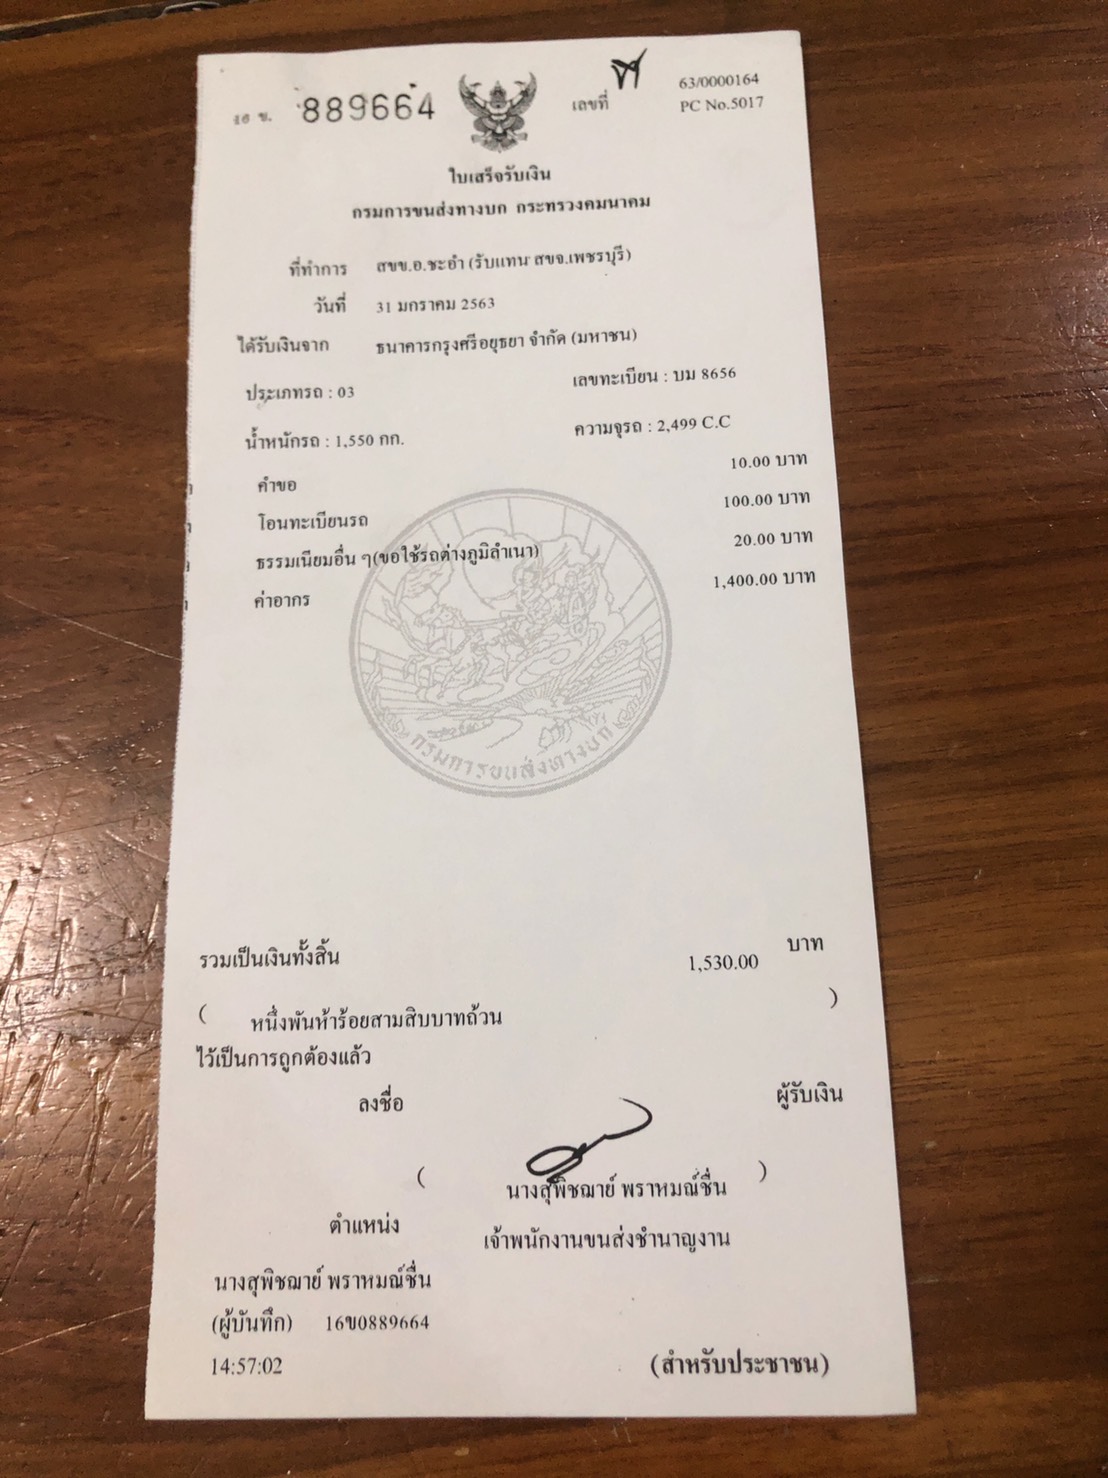 16 ข. 889664
เลขที่
63/0000164
PC No.5017
ใบเสร็จรับเงิน
กรมการขนส่งทางบก กระทรวงคมนาคม
ที่ทำการ สขข.อ.ชะอำ (รับแทน สขจ.เพชรบุรี)
วันที่ 31 มกราคม 2563
ได้รับเงินจาก ธนาคารกรุงศรีอยุธยา จำกัด (มหาชน)
ประเภทรถ : 03 เลขทะเบียน : บม 8656
น้ำหนักรถ : 1,550 กก. ความจุรถ : 2,499 C.C
คำขอ 10.00 บาท
โอนทะเบียนรถ 100.00 บาท
ธรรมเนียมอื่น ๆ(ขอใช้รถต่างภูมิลำเนา) 20.00 บาท
ค่าอากร 1,400.00 บาท
กรมการขนส่งทางบก
รวมเป็นเงินทั้งสิ้น 1,530.00 บาท
( หนึ่งพันห้าร้อยสามสิบบาทถ้วน )
ไว้เป็นการถูกต้องแล้ว
ลงชื่อ ผู้รับเงิน
( นางสุพิชฌาย์ พราหมณ์ชื่น )
ตำแหน่ง เจ้าพนักงานขนส่งชำนาญงาน
นางสุพิชฌาย์ พราหมณ์ชื่น
(ผู้บันทึก) 16ข0889664
14:57:02 (สำหรับประชาชน)